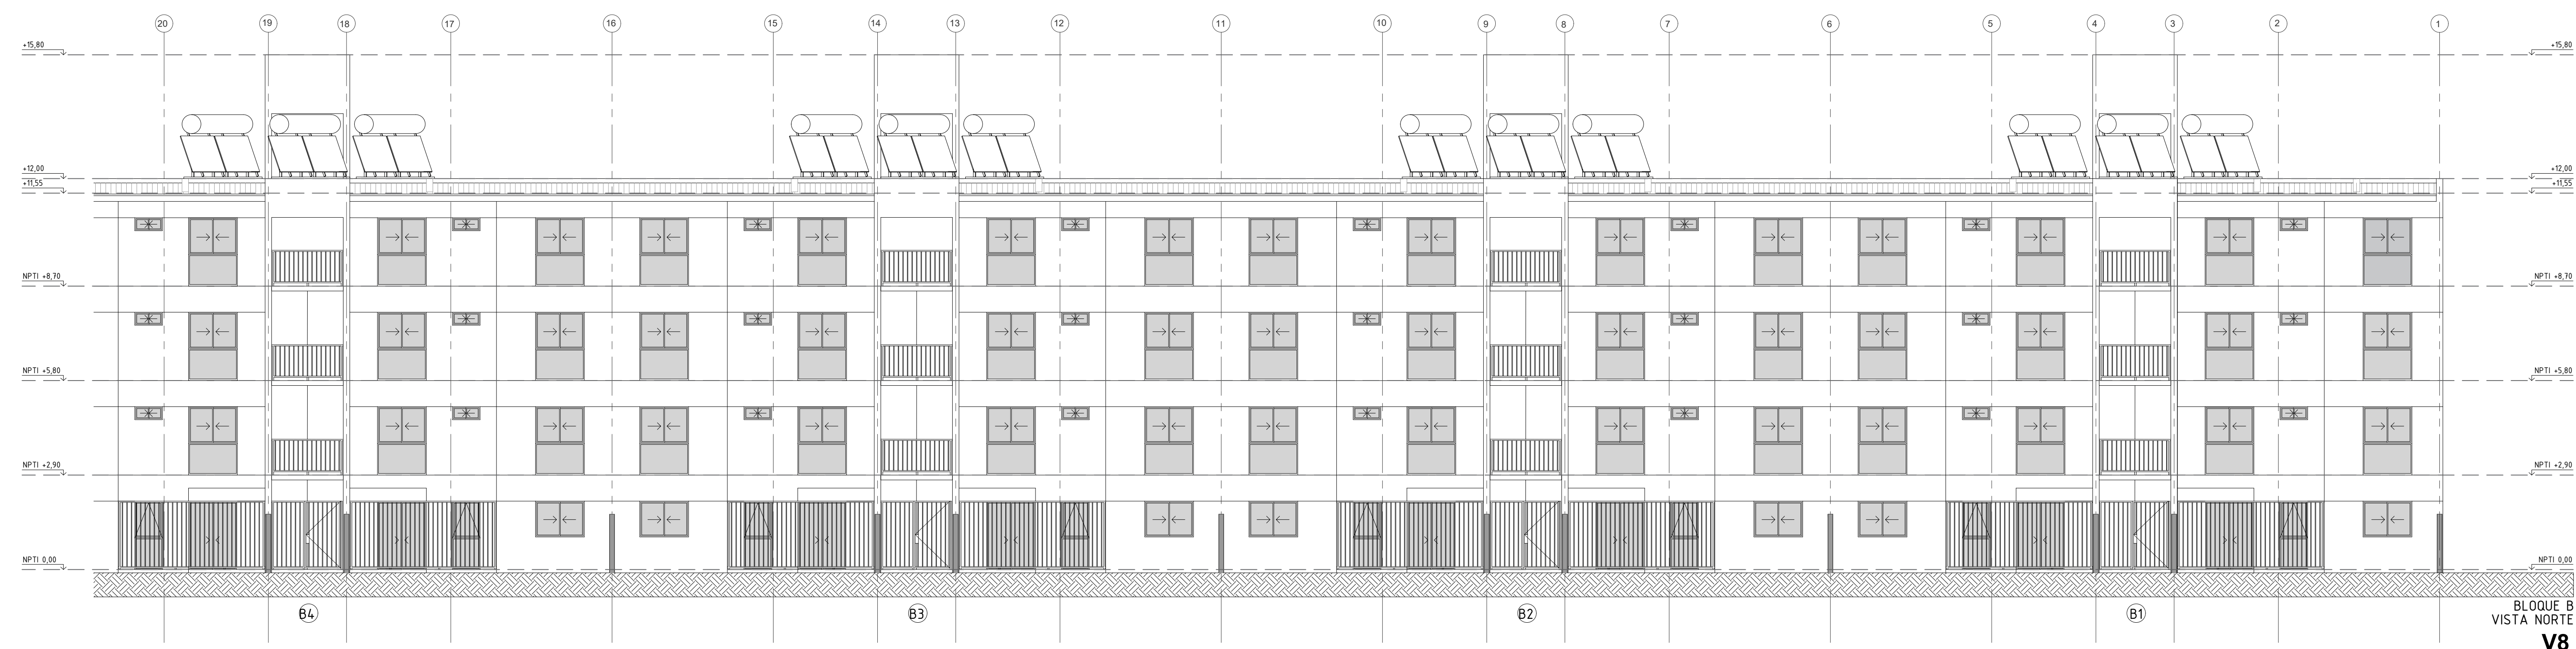 20 19 18 17 16 15 14 13 12 11 10 9 8 7 6 5 4 3 2 1
+15,80 +15,80
+12,00 +12,00
+11,55 +11,55
NPTI +8,70 NPTI +8,70
NPTI +5,80 NPTI +5,80
NPTI +2,90 NPTI +2,90
NPTI 0,00 NPTI 0,00
B4 B3 B2 B1
BLOQUE B
VISTA NORTE
V8